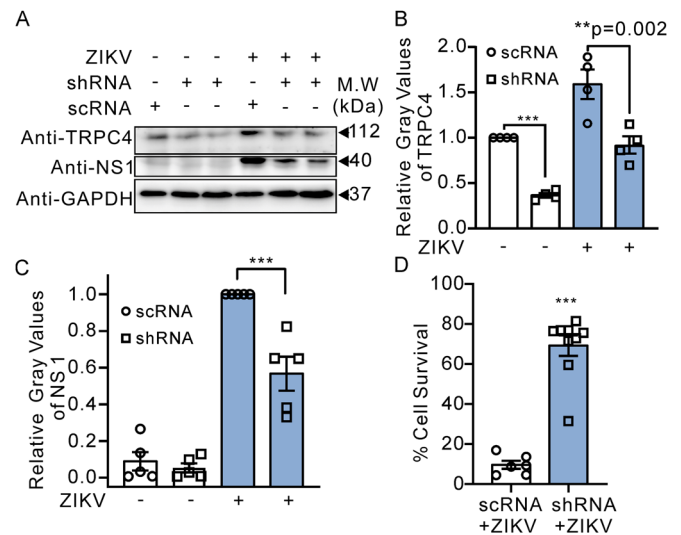 A
ZIKV - - - + + +
shRNA - + + - + +
scRNA + - - + - -
M.W
(kDa)
Anti-TRPC4 112
Anti-NS1 40
Anti-GAPDH 37
B
**p=0.002
scRNA
shRNA
***
Relative Gray Values
of TRPC4
2.0
1.5
1.0
0.5
0.0
ZIKV - - + +
C
***
scRNA
shRNA
Relative Gray Values
of NS1
1.0
0.6
0.4
0.2
0.0
ZIKV - - + +
D
***
% Cell Survival
100
80
60
40
20
0
scRNA
+ZIKV
shRNA
+ZIKV